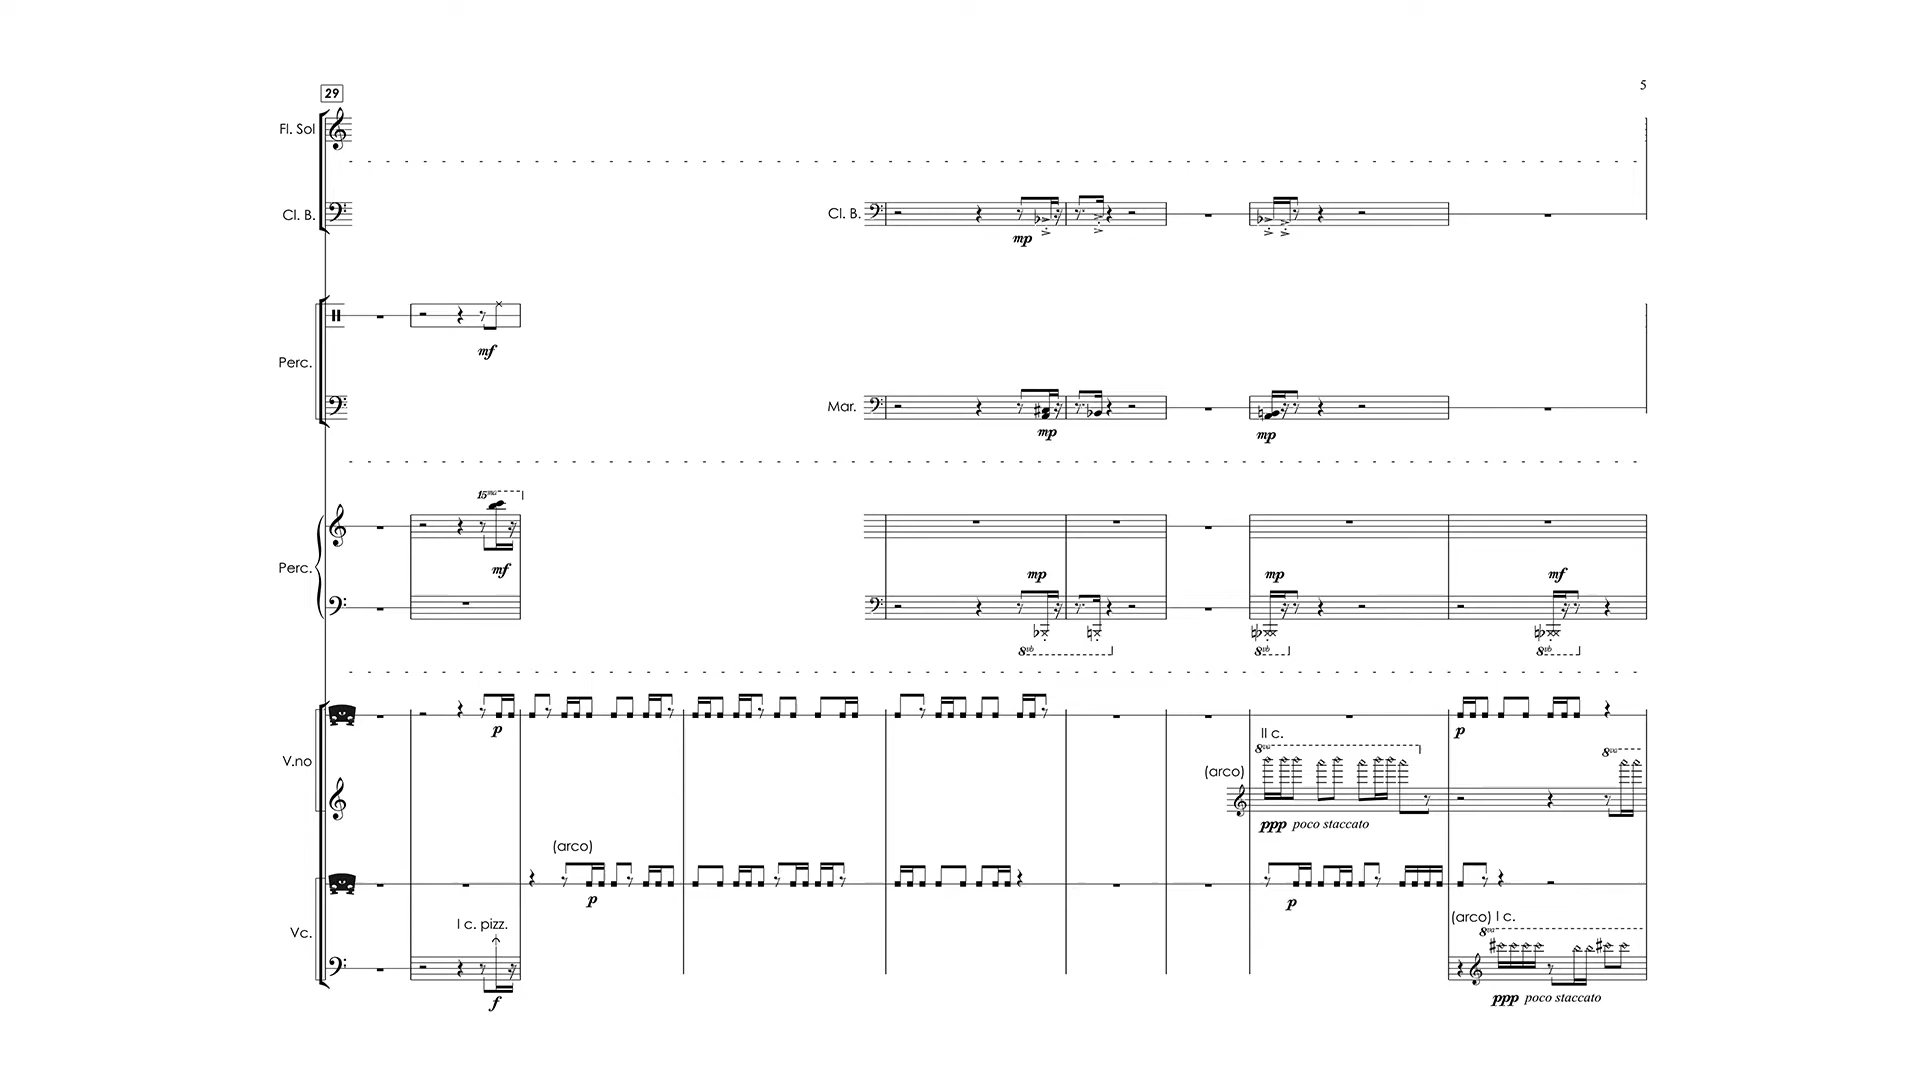 29
5
Fl. Sol
Cl. B.
Cl. B.
mp
mf
Perc.
Mar.
mp
mp
15ma
mf
mp
mp
mf
Perc.
8vb
8vb
8vb
p
p
II c.
8va
8va
V.no
(arco)
ppp poco staccato
(arco)
p
p
I c. pizz.
(arco) I c.
8va
Vc.
f
ppp poco staccato